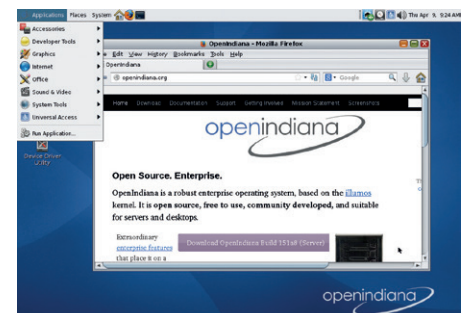 Applications Places System
Thu Apr 9, 9:24 AM
Accessories
Developer Tools
Graphics
Internet
Office
Sound & Video
System Tools
Universal Access
Run Application...
Device Driver
Utility
OpenIndiana - Mozilla Firefox
Edit View History Bookmarks Tools Help
OpenIndiana
openindiana.org
Google
Home Download Documentation Support Getting Involved Mission Statement Screenshots
openindiana
Open Source. Enterprise.
OpenIndiana is a robust enterprise operating system, based on the illumos
kernel. It is open source, free to use, community developed, and suitable
for servers and desktops.
Extraordinary
enterprise features
that place it on a
Download OpenIndiana Build 151a8 (Server)
openindiana